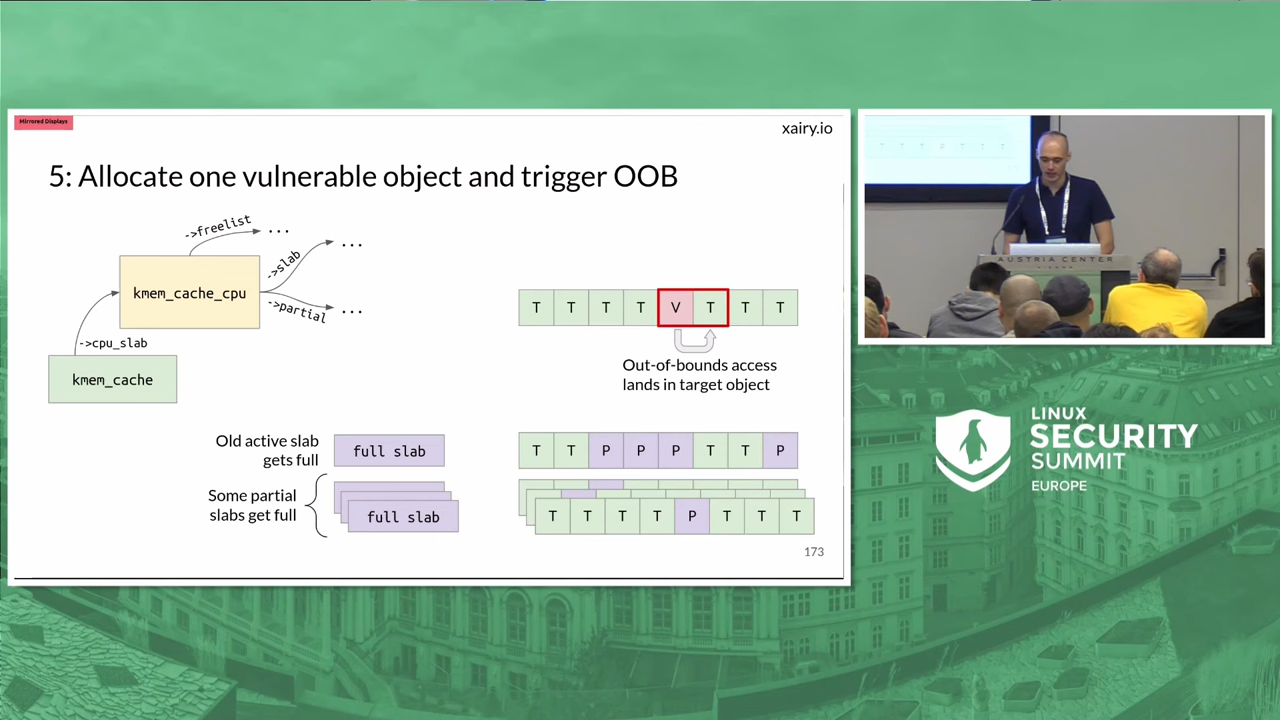 Mirrored Displays
xairy.io
5: Allocate one vulnerable object and trigger OOB
->freelist
...
->slab
...
kmem_cache_cpu
->partial
...
->cpu_slab
kmem_cache
T T T T V T T T
Out-of-bounds access
lands in target object
Old active slab
gets full
full slab
T T P P P T T P
Some partial
slabs get full
full slab
T T T T P T T T
173
AUSTRIA CENTER
LINUX
SECURITY
SUMMIT
EUROPE